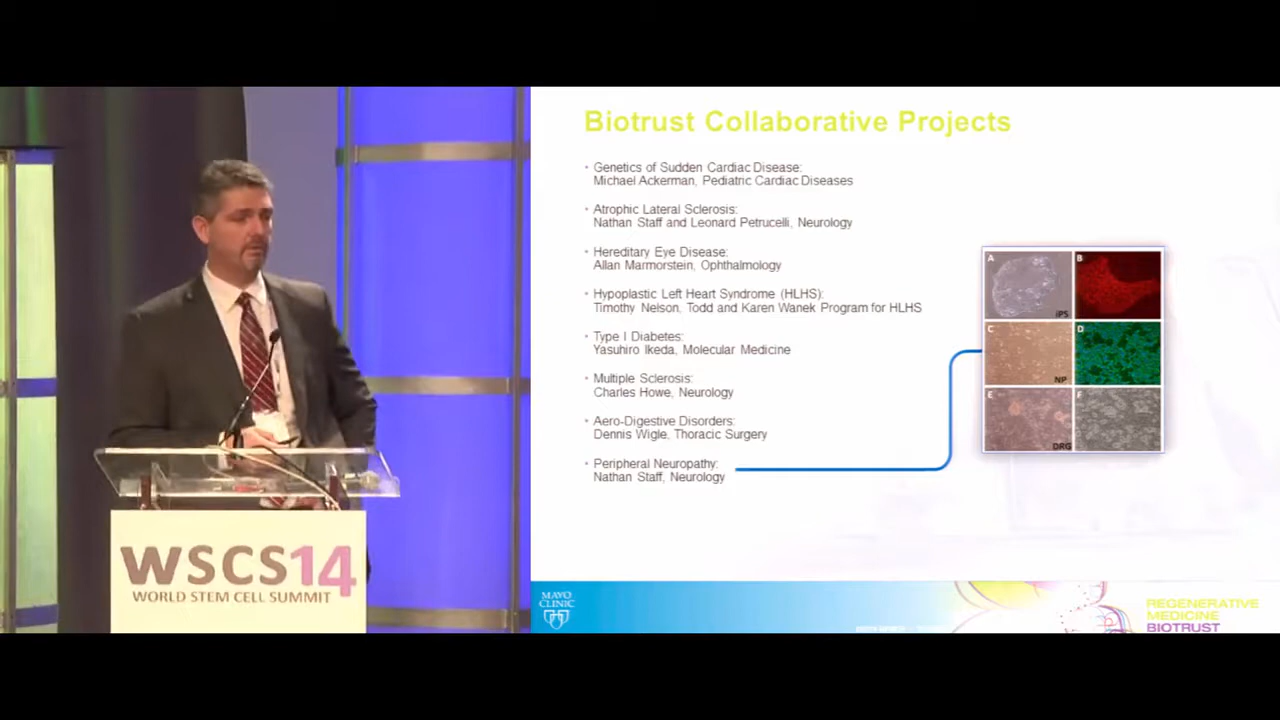 Biotrust Collaborative Projects
• Genetics of Sudden Cardiac Disease:
Michael Ackerman, Pediatric Cardiac Diseases
• Atrophic Lateral Sclerosis:
Nathan Staff and Leonard Petrucelli, Neurology
• Hereditary Eye Disease:
Allan Marmorstein, Ophthalmology
• Hypoplastic Left Heart Syndrome (HLHS):
Timothy Nelson, Todd and Karen Wanek Program for HLHS
• Type I Diabetes:
Yasuhiro Ikeda, Molecular Medicine
• Multiple Sclerosis:
Charles Howe, Neurology
• Aero-Digestive Disorders:
Dennis Wigle, Thoracic Surgery
• Peripheral Neuropathy:
Nathan Staff, Neurology
A
B
iPS
C
D
NP
E
F
DRG
WSCS14
WORLD STEM CELL SUMMIT
MAYO
CLINIC
REGENERATIVE
MEDICINE
BIOTRUST